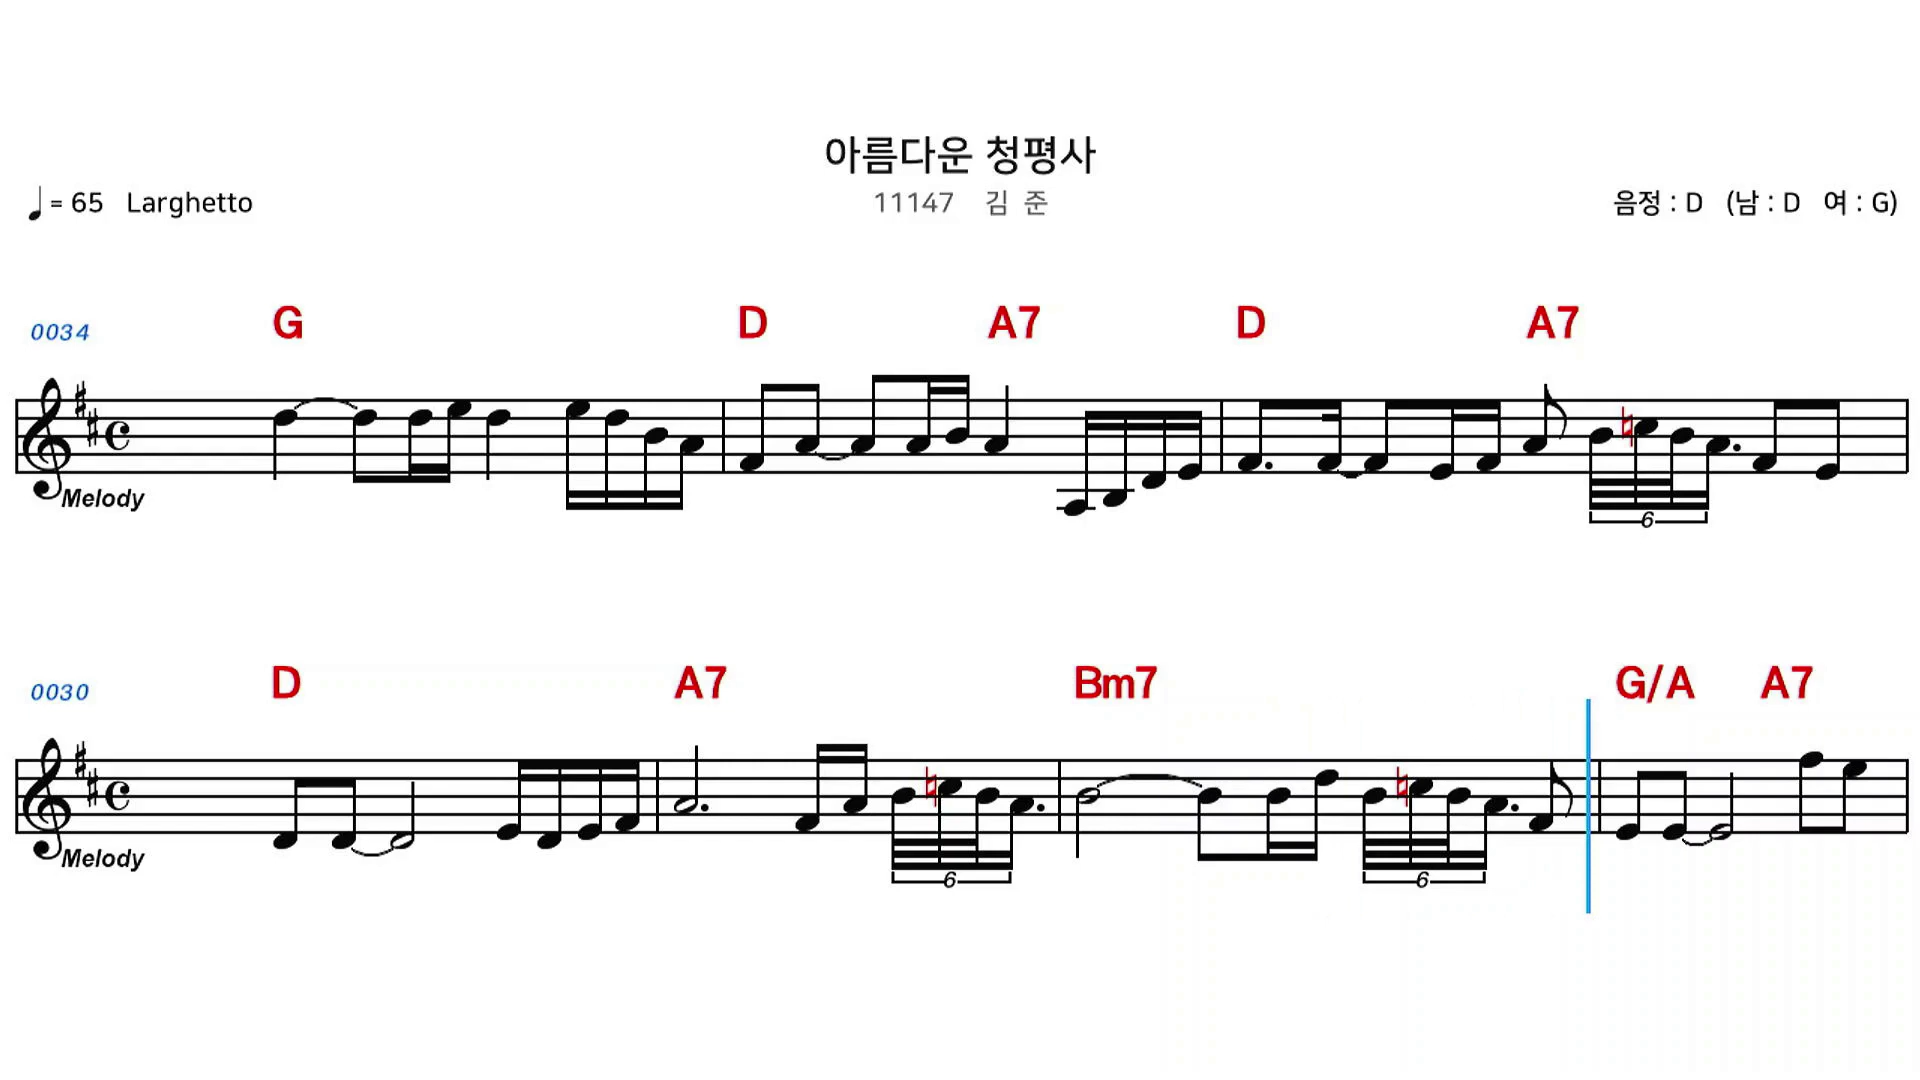 아름다운 청평사
= 65 Larghetto
11147 김 준
음정 : D (남 : D 여 : G)
G D A7 D A7
0034
Melody
6
D A7 Bm7 G/A A7
0030
Melody
6 6